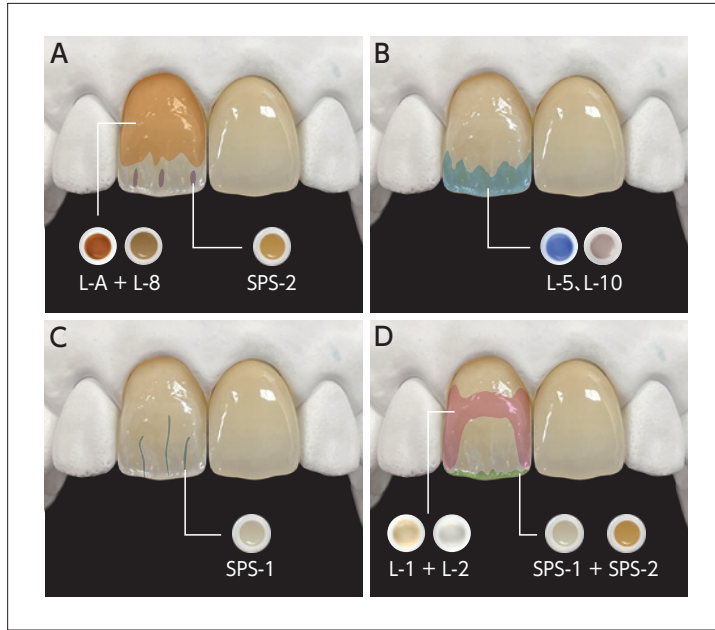 A
L-A + L-8
SPS-2
B
L-5、L-10
C
SPS-1
D
L-1 + L-2
SPS-1 + SPS-2